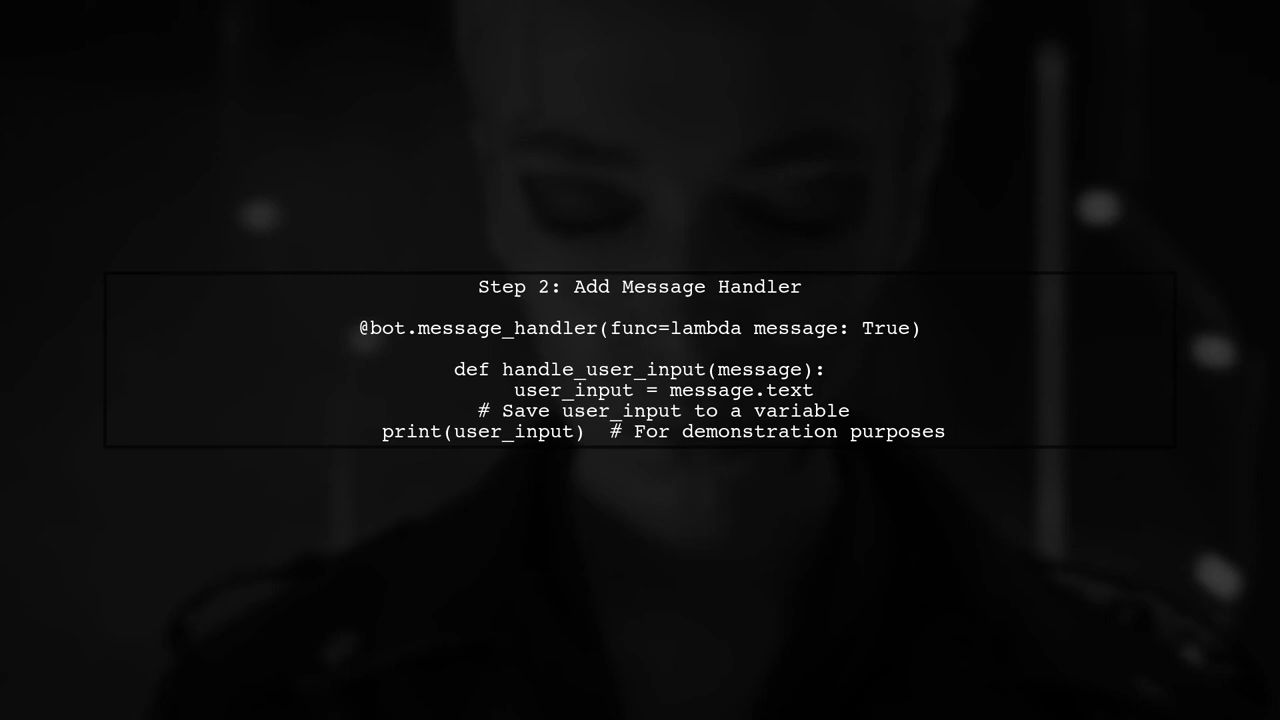 Step 2: Add Message Handler
@bot.message_handler(func=lambda message: True)
def handle_user_input(message):
user_input = message.text
# Save user_input to a variable
print(user_input)  # For demonstration purposes